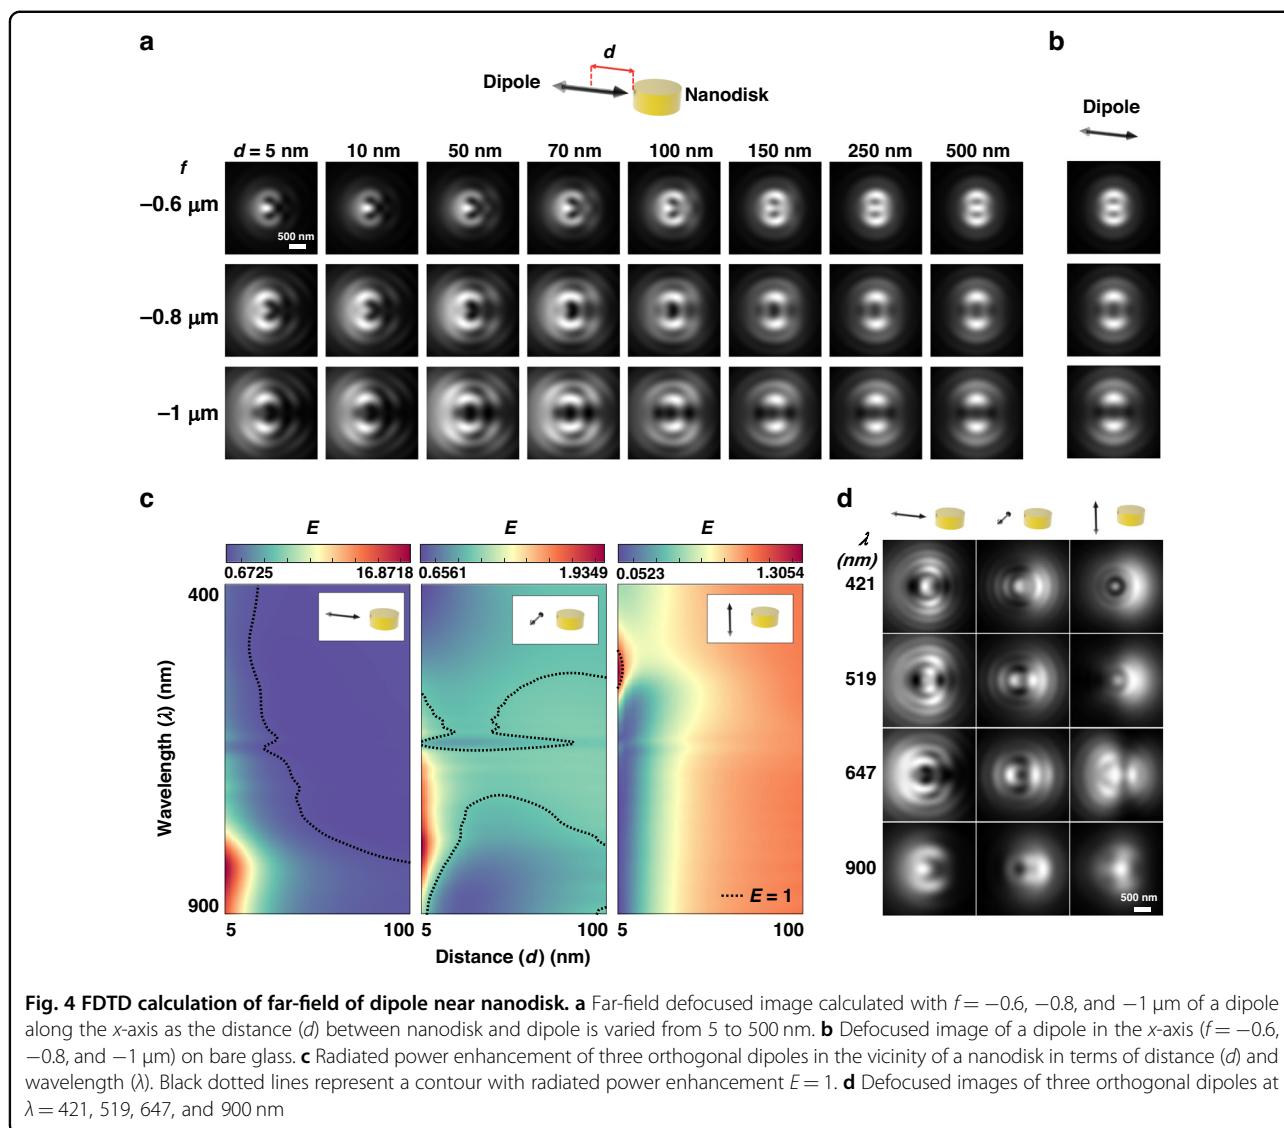 a
b
d
Dipole
Nanodisk
Dipole
f
d = 5 nm 10 nm 50 nm 70 nm 100 nm 150 nm 250 nm 500 nm
−0.6 μm
500 nm
−0.8 μm
−1 μm
c
d
E E E
0.6725 16.8718 0.6561 1.9349 0.0523 1.3054
400
Wavelength (λ) (nm)
900
E = 1
5 100 5 100 5 100
Distance (d) (nm)
λ
(nm)
421
519
647
900
500 nm
Fig. 4 FDTD calculation of far-field of dipole near nanodisk. a Far-field defocused image calculated with f = −0.6, −0.8, and −1 μm of a dipole
along the x-axis as the distance (d) between nanodisk and dipole is varied from 5 to 500 nm. b Defocused image of a dipole in the x-axis (f = −0.6,
−0.8, and −1 μm) on bare glass. c Radiated power enhancement of three orthogonal dipoles in the vicinity of a nanodisk in terms of distance (d) and
wavelength (λ). Black dotted lines represent a contour with radiated power enhancement E = 1. d Defocused images of three orthogonal dipoles at
λ = 421, 519, 647, and 900 nm